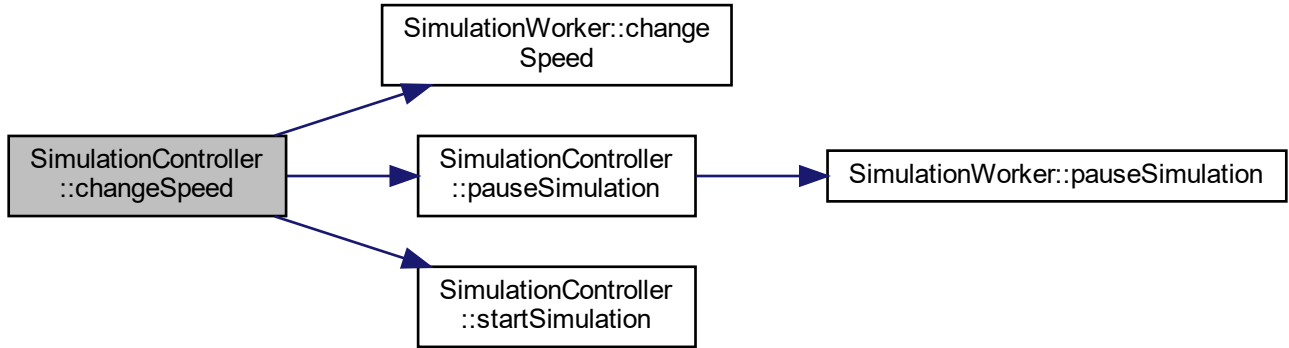 SimulationWorker::change
Speed
SimulationController
::changeSpeed
SimulationController
::pauseSimulation
SimulationWorker::pauseSimulation
SimulationController
::startSimulation